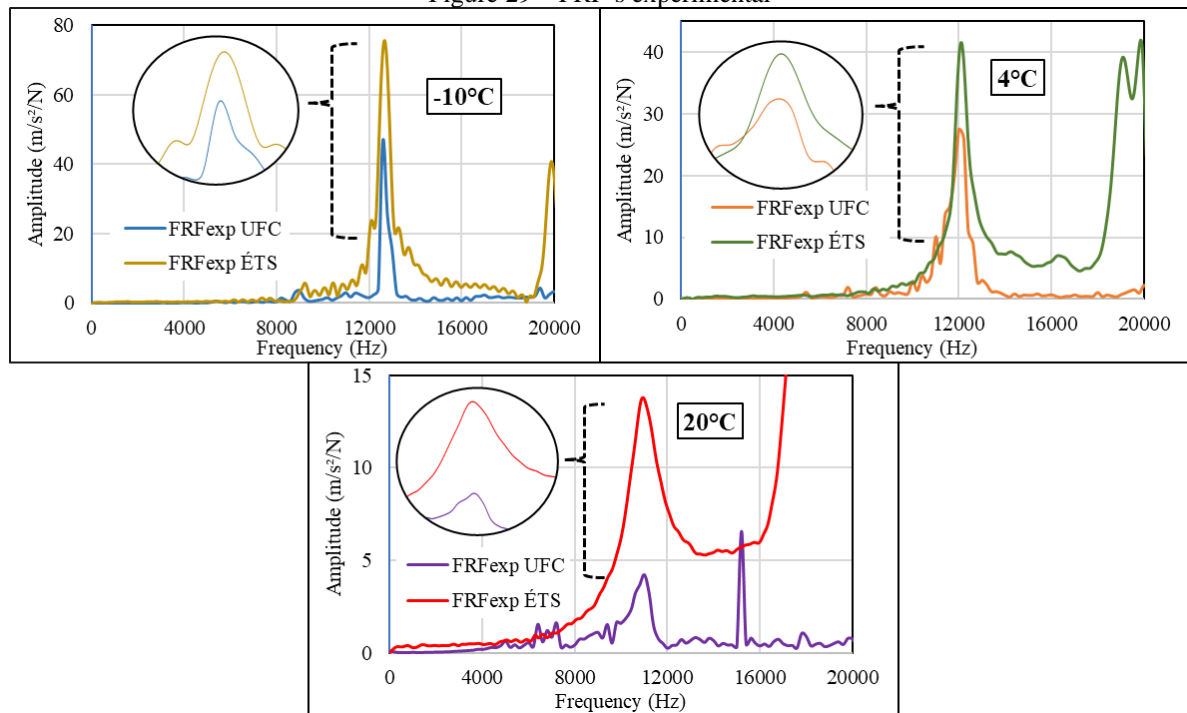 Figure 29 – FRF's experimental
80
60
40
20
0
Amplitude (m/s²/N)
-10°C
FRFexp UFC
FRFexp ÉTS
0 4000 8000 12000 16000 20000
Frequency (Hz)
40
30
20
10
0
Amplitude (m/s²/N)
4°C
FRFexp UFC
FRFexp ÉTS
0 4000 8000 12000 16000 20000
Frequency (Hz)
15
10
5
0
Amplitude (m/s²/N)
20°C
FRFexp UFC
FRFexp ÉTS
0 4000 8000 12000 16000 20000
Frequency (Hz)